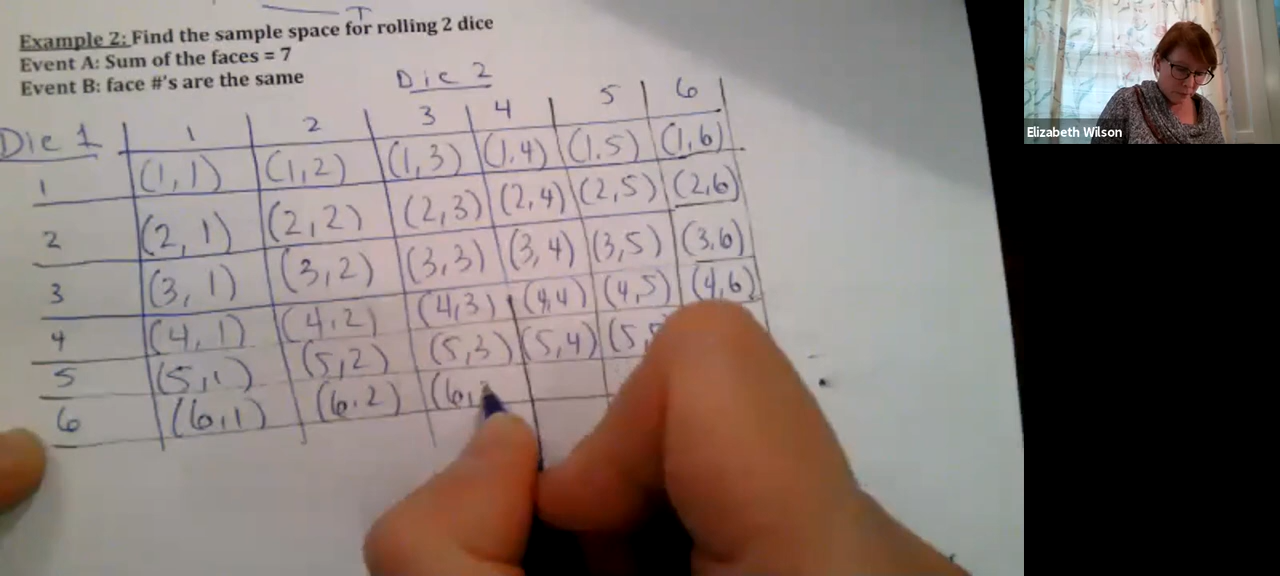 Example 2: Find the sample space for rolling 2 dice
Event A: Sum of the faces = 7
Event B: face #'s are the same
Die 2
Die 1 1 2 3 4 5 6
1 (1,1) (1,2) (1,3) (1,4) (1,5) (1,6)
2 (2,1) (2,2) (2,3) (2,4) (2,5) (2,6)
3 (3,1) (3,2) (3,3) (3,4) (3,5) (3,6)
4 (4,1) (4,2) (4,3) (4,4) (4,5) (4,6)
5 (5,1) (5,2) (5,3) (5,4) (5,
6 (6,1) (6,2) (6,
Elizabeth Wilson